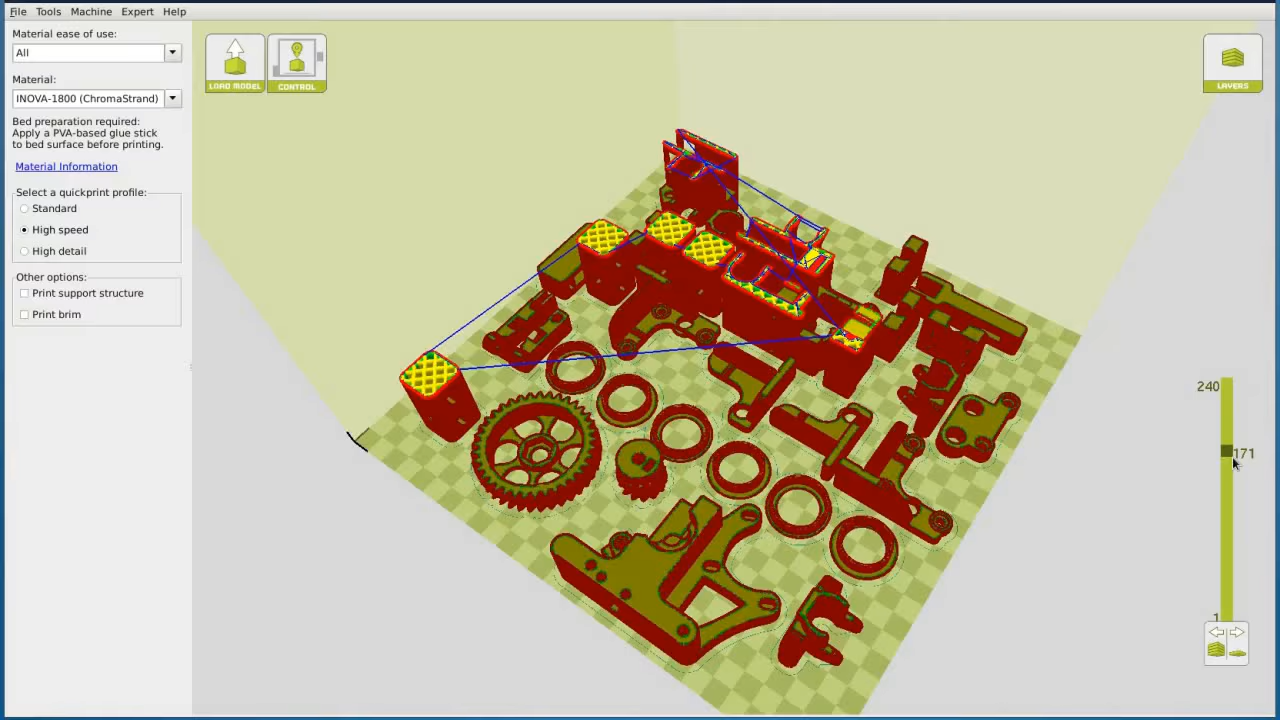 File Tools Machine Expert Help
Material ease of use:
All
Material:
INOVA-1800 (ChromaStrand)
Bed preparation required:
Apply a PVA-based glue stick
to bed surface before printing.
Material Information
Select a quickprint profile:
Standard
High speed
High detail
Other options:
Print support structure
Print brim
LOAD MODEL
CONTROL
LAYERS
240
171
1